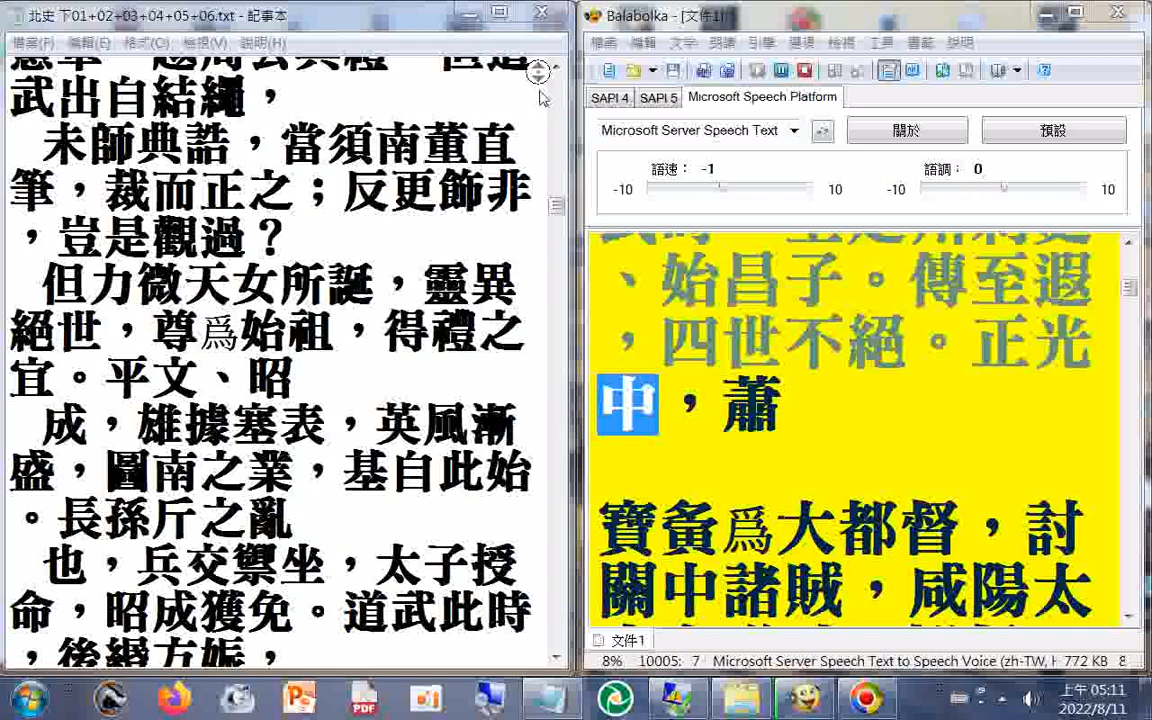 北史 下01+02+03+04+05+06.txt - 記事本
檔案(F) 編輯(E) 格式(O) 檢視(V) 說明(H)
武出自結繩，
未師典誥，當須南董直
筆，裁而正之；反更飾非
，豈是觀過？
但力微天女所誕，靈異
絕世，尊爲始祖，得禮之
宜。平文、昭
成，雄據塞表，英風漸
盛，圖南之業，基自此始
。長孫斤之亂
也，兵交禦坐，太子授
命，昭成獲免。道武此時
，後緡方娠，
Balabolka - [文件1]
檔案 編輯 文字 朗讀 引擎 選項 檢視 工具 書籤 說明
SAPI 4 SAPI 5 Microsoft Speech Platform
Microsoft Server Speech Text 關於 預設
語速： -1 語調： 0
-10 10 -10 10
、始昌子。傳至遐
，四世不絕。正光
中，蕭
寶夤爲大都督，討
關中諸賊，咸陽太
文件1
8% 10005: 7 Microsoft Server Speech Text to Speech Voice (zh-TW, H 772 KB 8
上午 05:11
2022/8/11